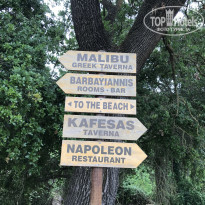 TOPHOTELS
MALIBU
GREEK TAVERNA
BARBAYIANNIS
ROOMS - BAR
TO THE BEACH
KAFESAS
TAVERNA
NAPOLEON
RESTAURANT